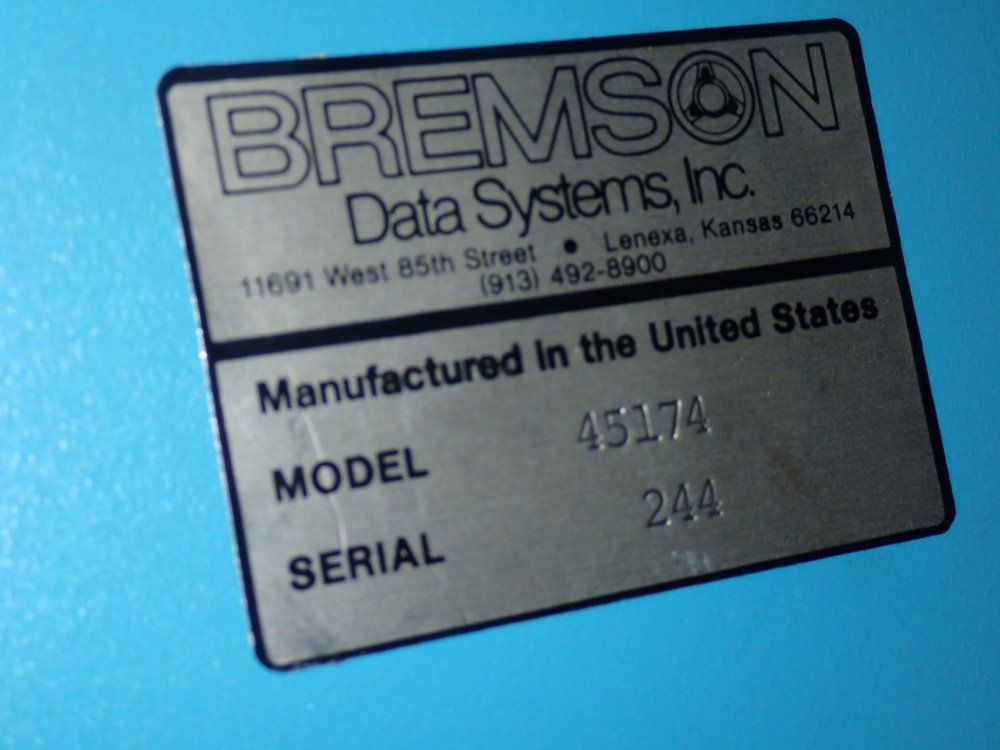 BREMSON
Data Systems, Inc.
11691 West 85th Street • Lenexa, Kansas 66214
(913) 492-8900
Manufactured In the United States
MODEL 45174
SERIAL 244